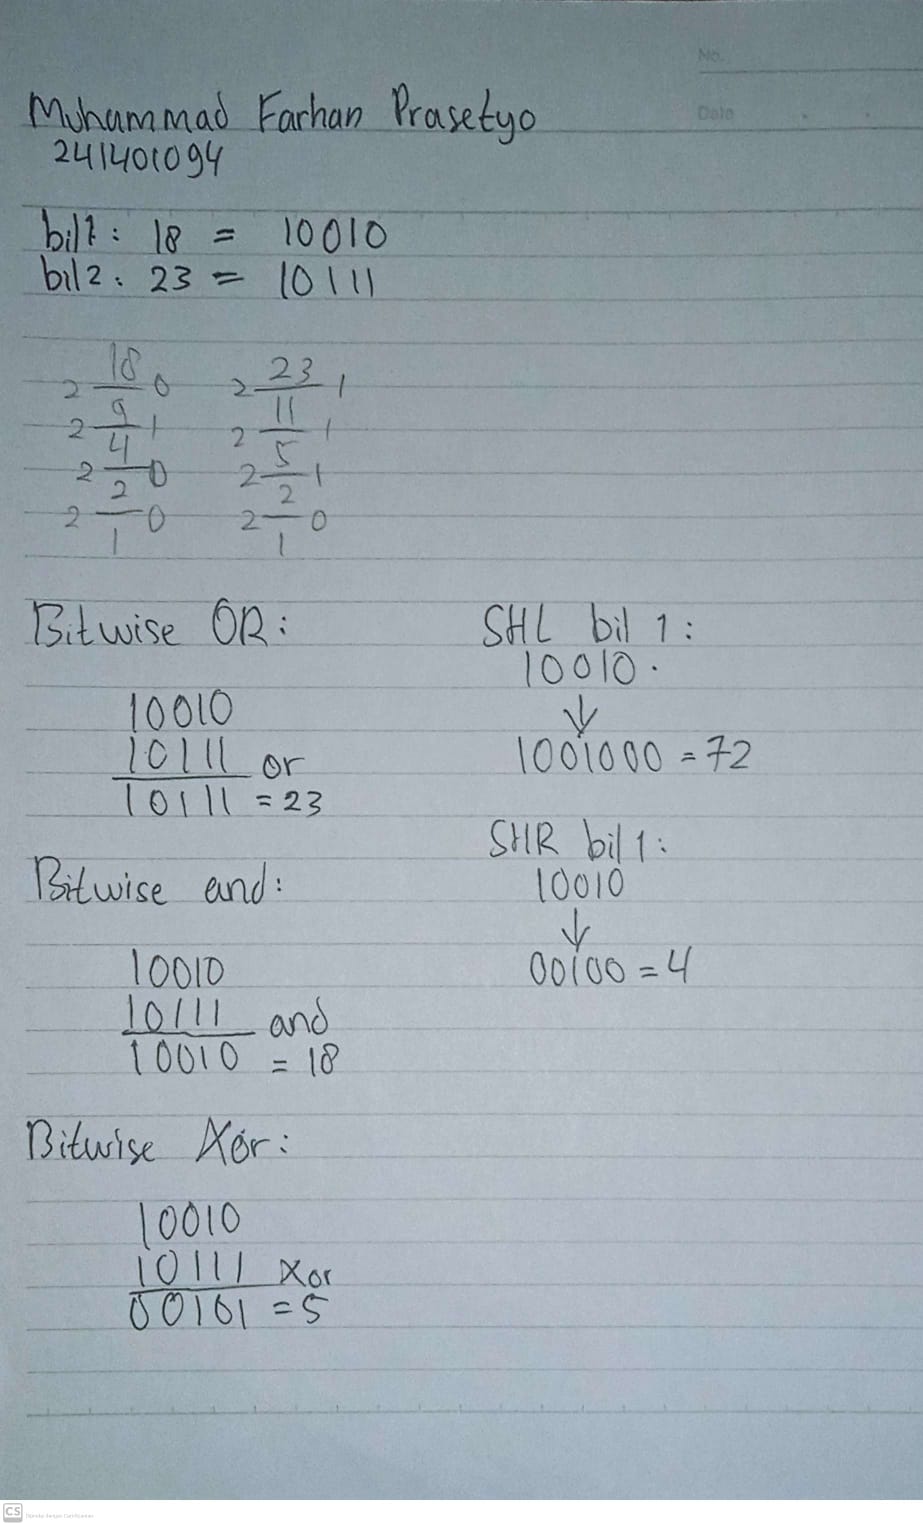 No.
Date
Muhammad Farhan Prasetyo
241401094
bil1: 18 = 10010
bil2: 23 = 10111
18
2 0
9
2 1
4
2 0
2
2 0
1
23
2 1
11
2 1
5
2 1
2
2 0
1
Bitwise OR:
10010
10111 or
10111 = 23
Bitwise and:
10010
10111 and
10010 = 18
Bitwise Xor:
10010
10111 Xor
00101 = 5
SHL bil 1:
10010.
↓
1001000 = 72
SHR bil 1:
10010
↓
00100 = 4
CS